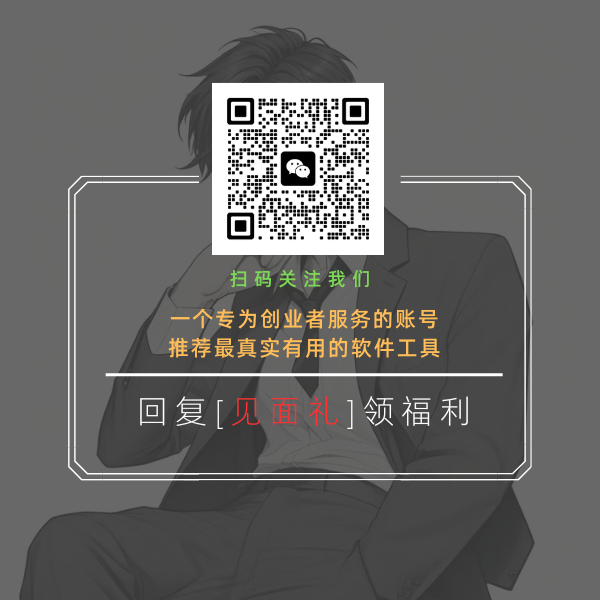 扫码关注我们
一个专为创业者服务的账号
推荐最真实有用的软件工具
回复[见面礼]领福利